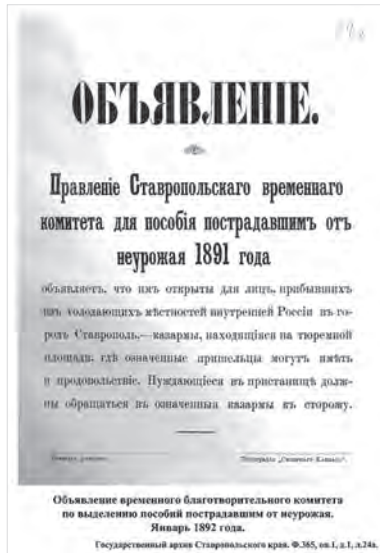 ОБЪЯВЛЕНІЕ.
Правленіе Ставропольскаго временнаго
комитета для пособія пострадавшимъ отъ
неурожая 1891 года
объявляетъ, что имъ открыты для лицъ, прибывшихъ
изъ голодающихъ мѣстностей внутренней Россіи въ го-
родъ Ставрополь,—казармы, находящіяся на тюремной
площади, гдѣ означенные пришельцы могутъ имѣть
и продовольствіе. Нуждающіеся въ пристанищѣ долж-
ны обращаться въ означенныя казармы къ сторожу.
Типографія „Сѣвернаго Кавказа“.
Объявление временного благотворительного комитета
по выделению пособий пострадавшим от неурожая.
Январь 1892 года.
Государственный архив Ставропольского края. Ф.365, оп.1, д.1, л.24а.